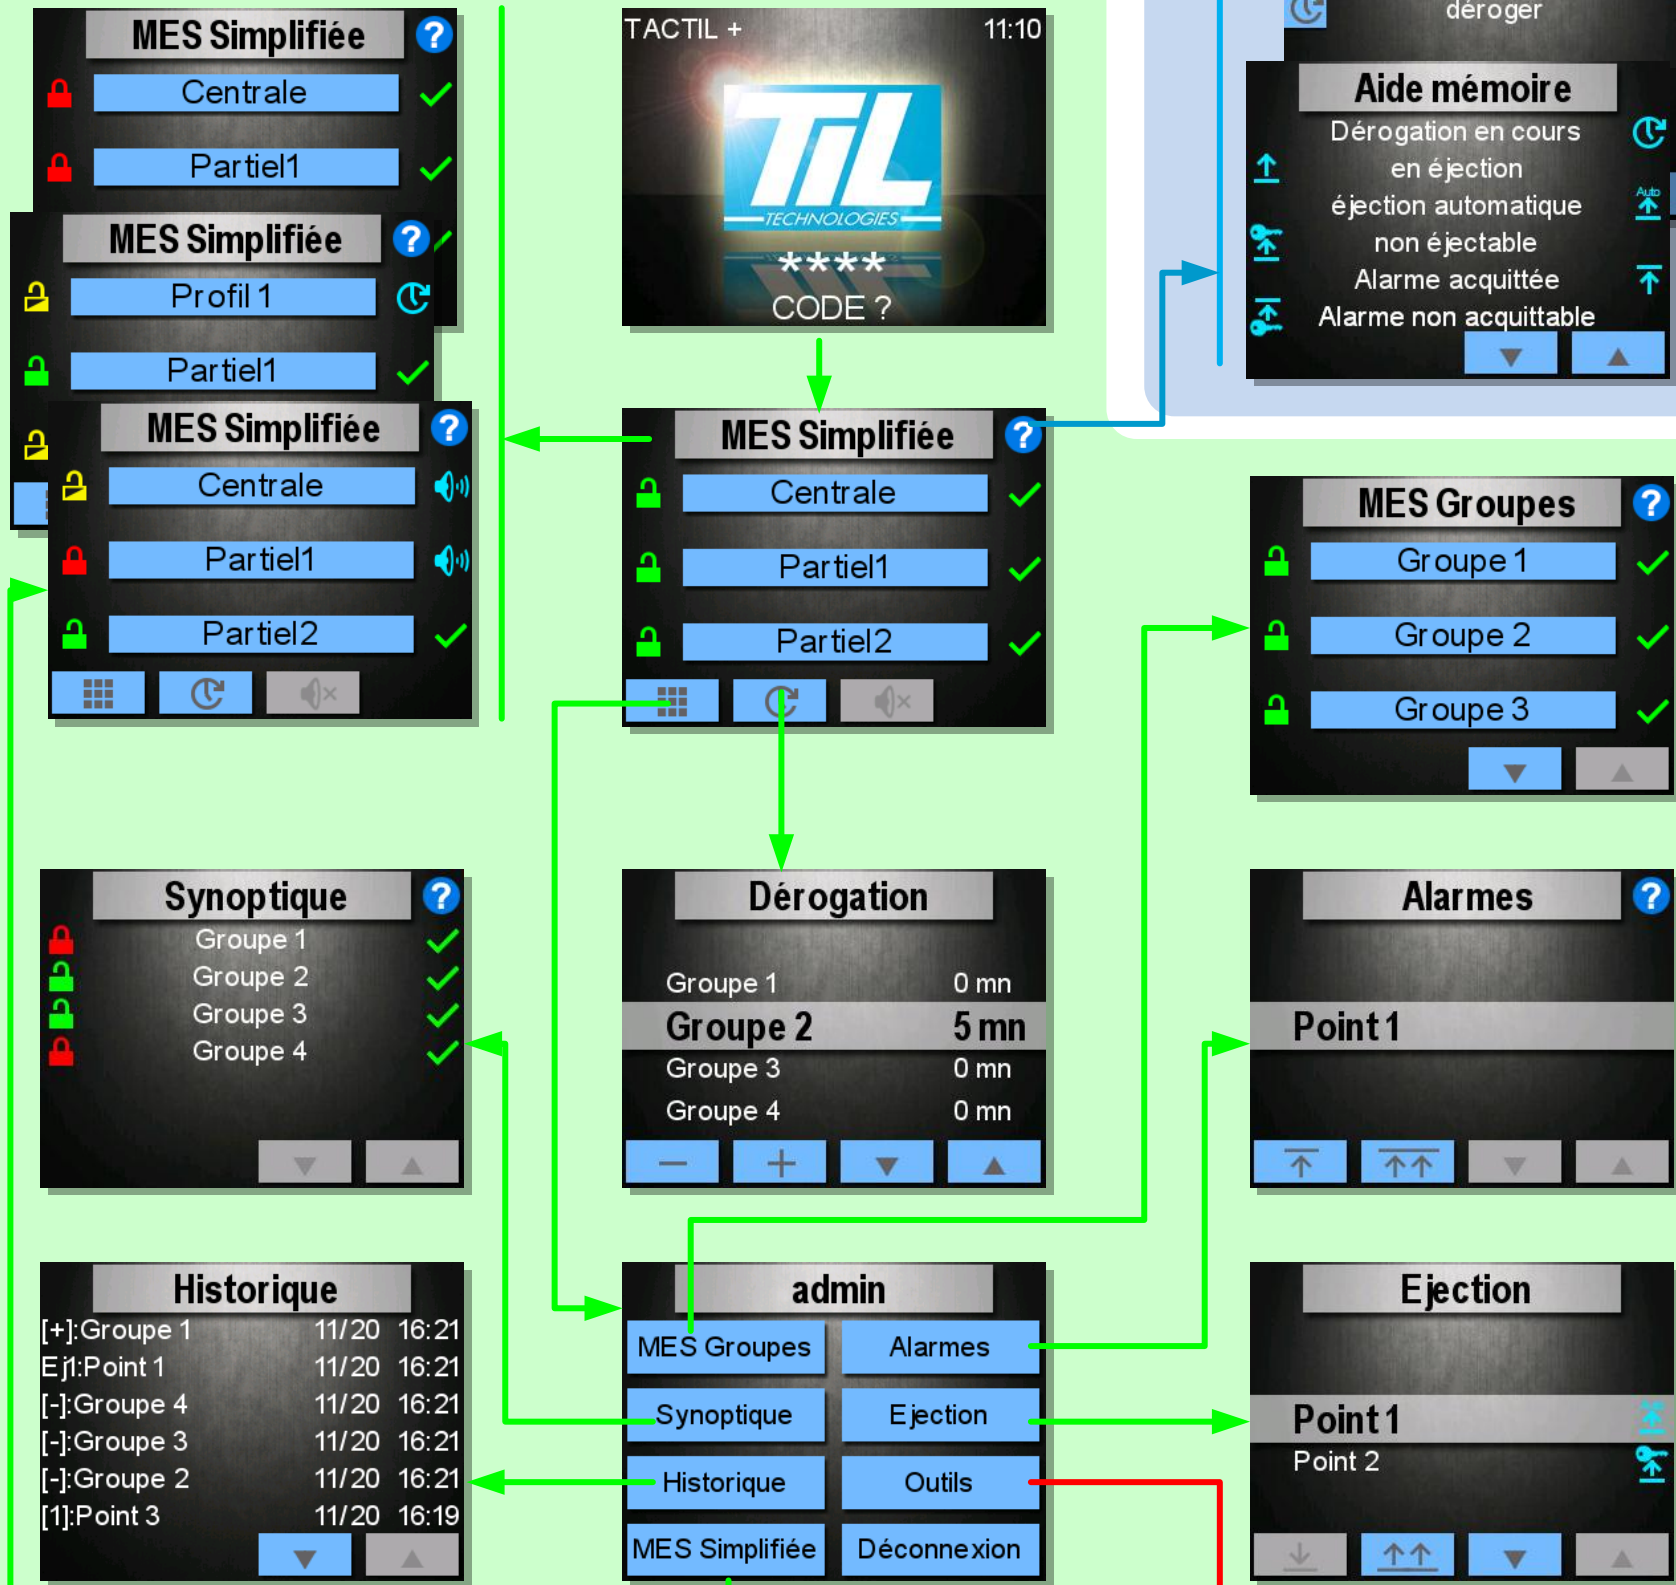 MES Simplifiée ?
Centrale
Partiel1
MES Simplifiée ?
Profil 1
Partiel1
MES Simplifiée ?
Centrale
Partiel1
Partiel2
TACTIL + 11:10
TiL
TECHNOLOGIES
****
CODE ?
MES Simplifiée ?
Centrale
Partiel1
Partiel2
déroger
Aide mémoire
Dérogation en cours
en éjection
éjection automatique Auto
non éjectable
Alarme acquittée
Alarme non acquittable
MES Groupes ?
Groupe 1
Groupe 2
Groupe 3
Synoptique ?
Groupe 1
Groupe 2
Groupe 3
Groupe 4
Dérogation
Groupe 1 0 mn
Groupe 2 5 mn
Groupe 3 0 mn
Groupe 4 0 mn
Alarmes ?
Point 1
Historique
[+]:Groupe 1 11/20 16:21
Ej1:Point 1 11/20 16:21
[-]:Groupe 4 11/20 16:21
[-]:Groupe 3 11/20 16:21
[-]:Groupe 2 11/20 16:21
[1]:Point 3 11/20 16:19
admin
MES Groupes Alarmes
Synoptique Ejection
Historique Outils
MES Simplifiée Déconnexion
Ejection
Point 1 Auto
Point 2